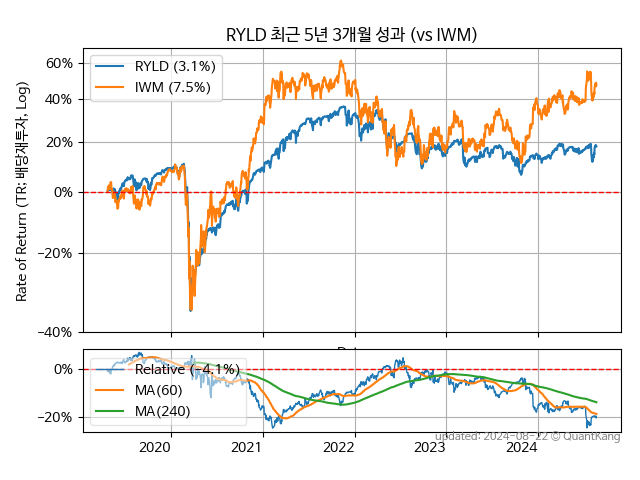 RYLD 최근 5년 3개월 성과 (vs IWM)
Rate of Return (TR: 배당재투자, Log)
60%
40%
20%
0%
−20%
−40%
RYLD (3.1%)
IWM (7.5%)
0%
−20%
Relative (−4.1%)
MA(60)
MA(240)
2020
2021
2022
2023
2024
updated: 2024-08-22 © QuantKang